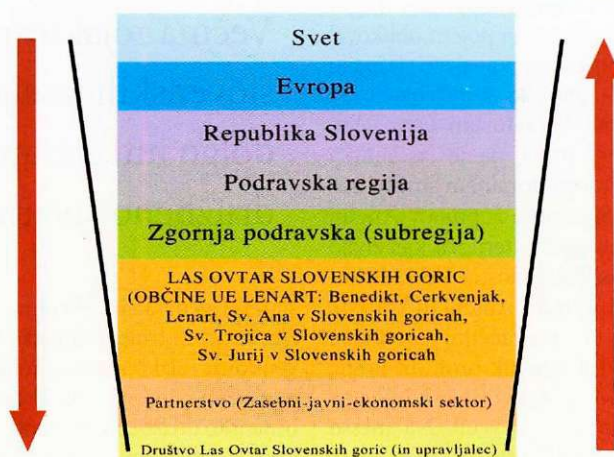 Svet
Evropa
Republika Slovenija
Podravska regija
Zgornja podravska (subregija)
LAS OVTAR SLOVENSKIH GORIC
(OBČINE UE LENART: Benedikt, Cerkvenjak,
Lenart, Sv. Ana v Slovenskih goricah,
Sv. Trojica v Slovenskih goricah,
Sv. Jurij v Slovenskih goricah
Partnerstvo (Zasebni-javni-ekonomski sektor)
Društvo Las Ovtar Slovenskih goric (in upravljalec)